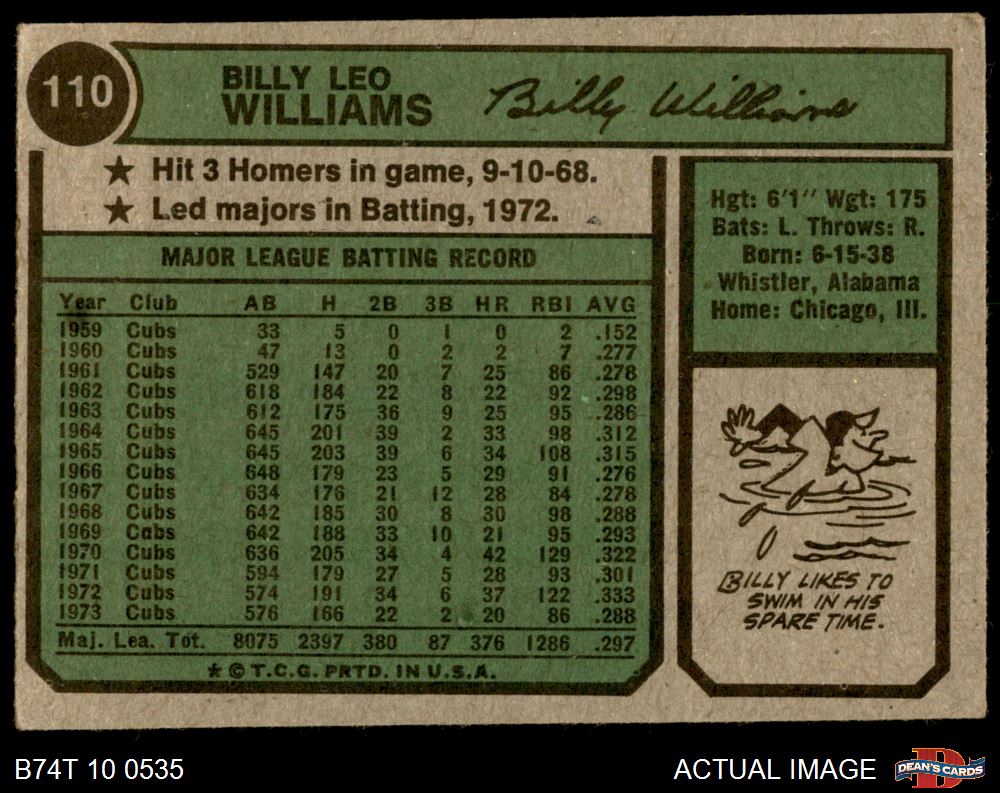 110
BILLY LEO
WILLIAMS
Billy Williams
★ Hit 3 Homers in game, 9-10-68.
★ Led majors in Batting, 1972.
MAJOR LEAGUE BATTING RECORD
Year Club AB H 2B 3B HR RBI AVG
1959 Cubs 33 5 0 1 0 2 .152
1960 Cubs 47 13 0 2 2 7 .277
1961 Cubs 529 147 20 7 25 86 .278
1962 Cubs 618 184 22 8 22 92 .298
1963 Cubs 612 175 36 9 25 95 .286
1964 Cubs 645 201 39 2 33 98 .312
1965 Cubs 645 203 39 6 34 108 .315
1966 Cubs 648 179 23 5 29 91 .276
1967 Cubs 634 176 21 12 28 84 .278
1968 Cubs 642 185 30 8 30 98 .288
1969 Cubs 642 188 33 10 21 95 .293
1970 Cubs 636 205 34 4 42 129 .322
1971 Cubs 594 179 27 5 28 93 .301
1972 Cubs 574 191 34 6 37 122 .333
1973 Cubs 576 166 22 2 20 86 .288
Maj. Lea. Tot. 8075 2397 380 87 376 1286 .297
★ © T.C.G. PRTD. IN U.S.A.
Hgt: 6'1'' Wgt: 175
Bats: L. Throws: R.
Born: 6-15-38
Whistler, Alabama
Home: Chicago, Ill.
BILLY LIKES TO
SWIM IN HIS
SPARE TIME.
B74T 10 0535
ACTUAL IMAGE
DEAN'S CARDS